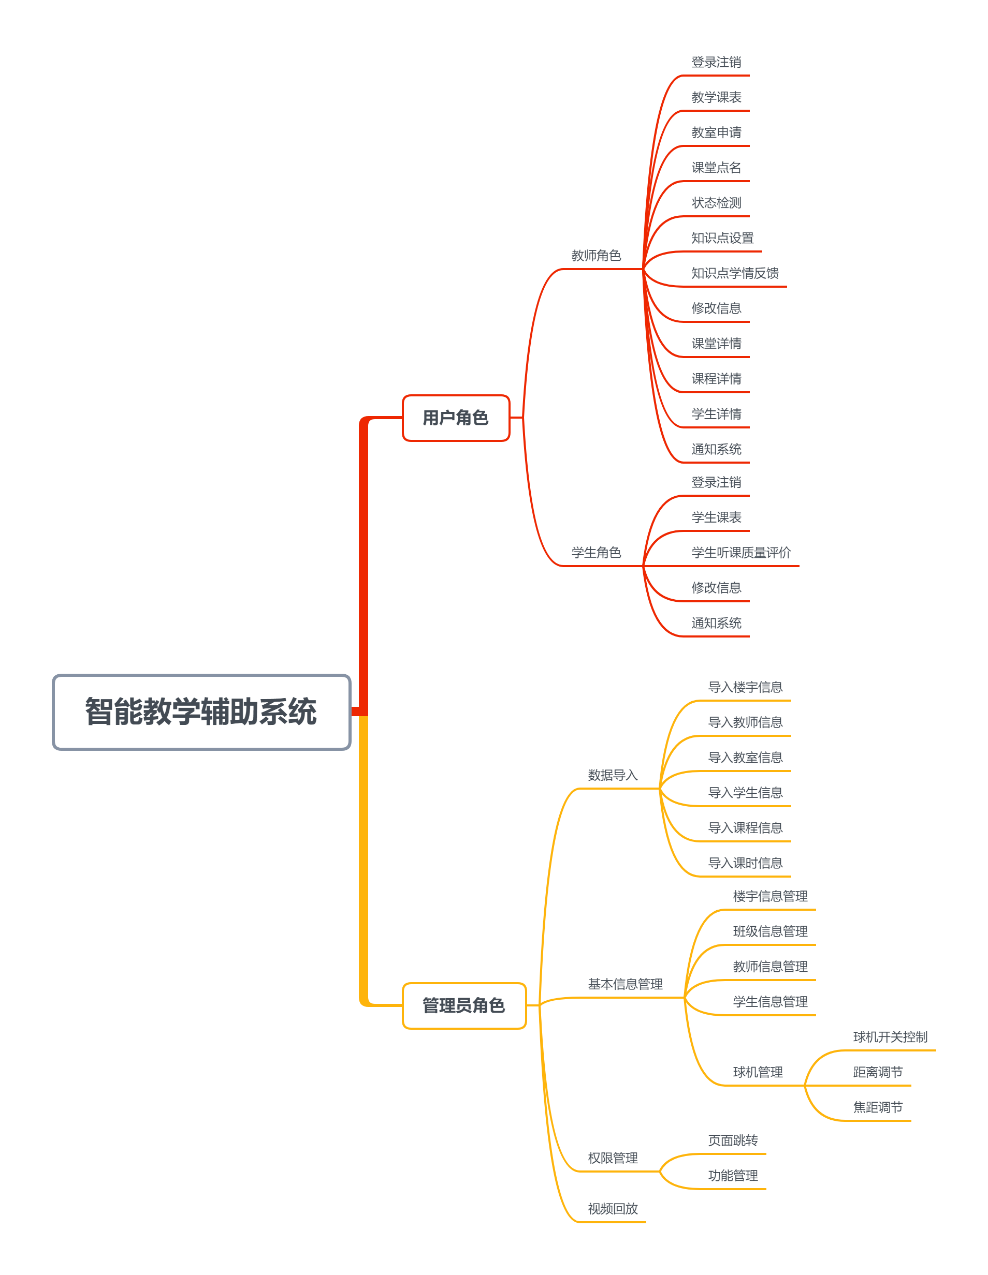 智能教学辅助系统
用户角色
教师角色
登录注销
教学课表
教室申请
课堂点名
状态检测
知识点设置
知识点学情反馈
修改信息
课堂详情
课程详情
学生详情
通知系统
学生角色
登录注销
学生课表
学生听课质量评价
修改信息
通知系统
管理员角色
数据导入
导入楼宇信息
导入教师信息
导入教室信息
导入学生信息
导入课程信息
导入课时信息
基本信息管理
楼宇信息管理
班级信息管理
教师信息管理
学生信息管理
球机管理
球机开关控制
距离调节
焦距调节
权限管理
页面跳转
功能管理
视频回放